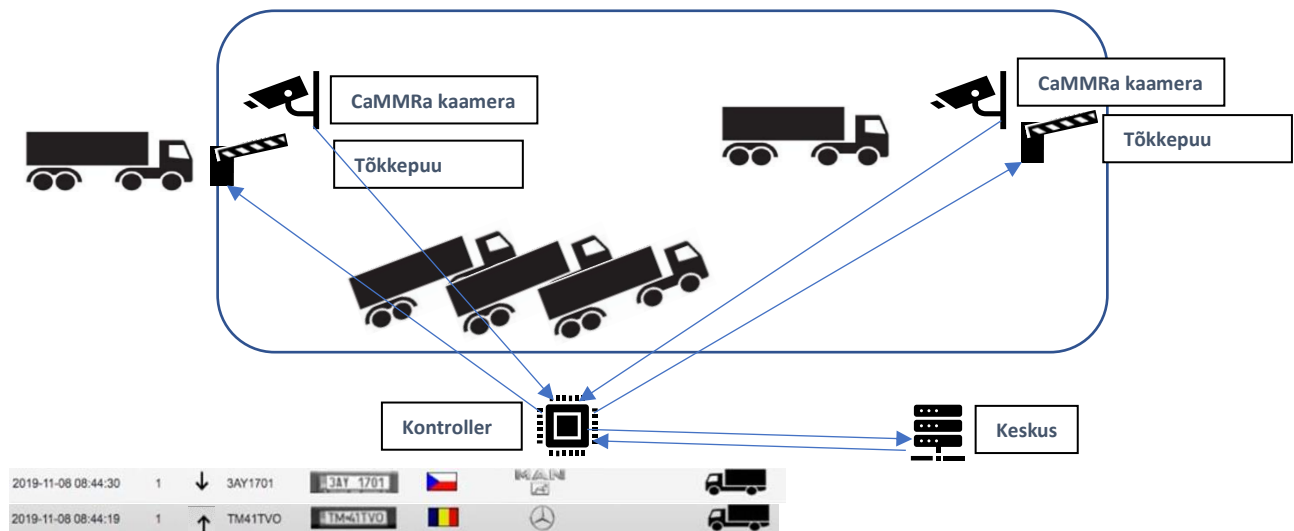 CaMMRa kaamera
CaMMRa kaamera
Tõkkepuu
Tõkkepuu
Kontroller
Keskus
2019-11-08 08:44:30 1 3AY1701 3AY 1701 MAN
2019-11-08 08:44:19 1 TM41TVO TM41TVO